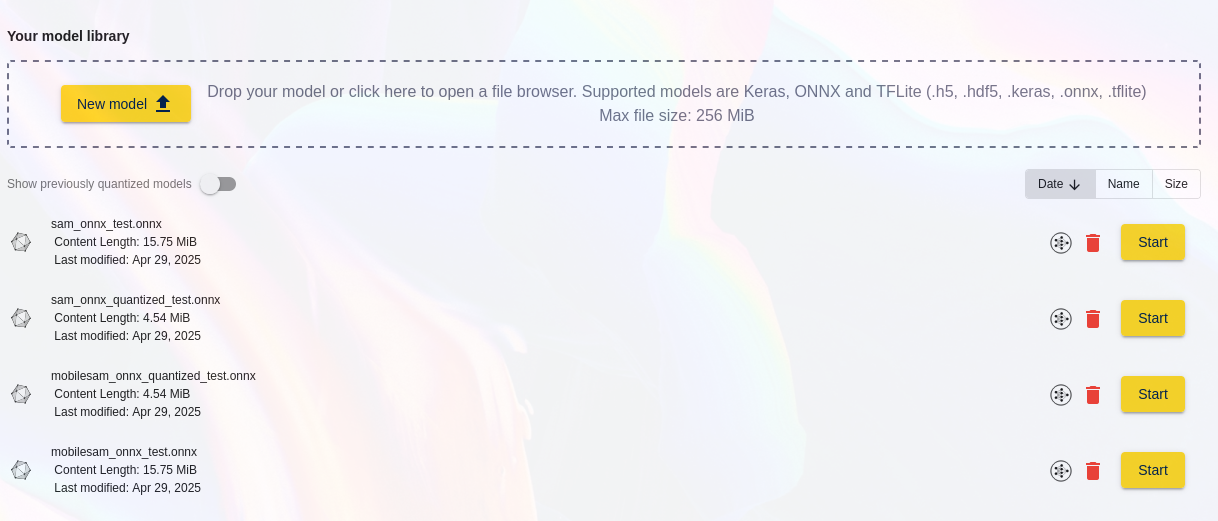 Your model library
New model
Drop your model or click here to open a file browser. Supported models are Keras, ONNX and TFLite (.h5, .hdf5, .keras, .onnx, .tflite)
Max file size: 256 MiB
Show previously quantized models
Date Name Size
sam_onnx_test.onnx
Content Length: 15.75 MiB
Last modified: Apr 29, 2025
Start
sam_onnx_quantized_test.onnx
Content Length: 4.54 MiB
Last modified: Apr 29, 2025
Start
mobilesam_onnx_quantized_test.onnx
Content Length: 4.54 MiB
Last modified: Apr 29, 2025
Start
mobilesam_onnx_test.onnx
Content Length: 15.75 MiB
Last modified: Apr 29, 2025
Start